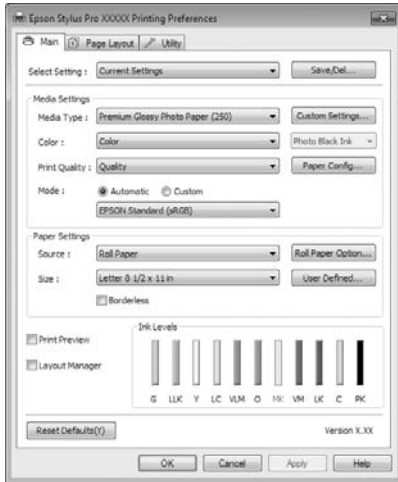 Epson Stylus Pro XXXXX Printing Preferences
Main Page Layout Utility
Select Setting : Current Settings Save/Del...
Media Settings
Media Type : Premium Glossy Photo Paper (250) Custom Settings...
Color : Color Photo Black Ink
Print Quality : Quality Paper Config...
Mode : Automatic Custom
EPSON Standard (sRGB)
Paper Settings
Source : Roll Paper Roll Paper Option...
Size : Letter 8 1/2 x 11 in User Defined...
Borderless
Print Preview
Layout Manager
Ink Levels
G LLK Y LC VLM O MK VM LK C PK
Reset Defaults(Y) Version X.XX
OK Cancel Apply Help